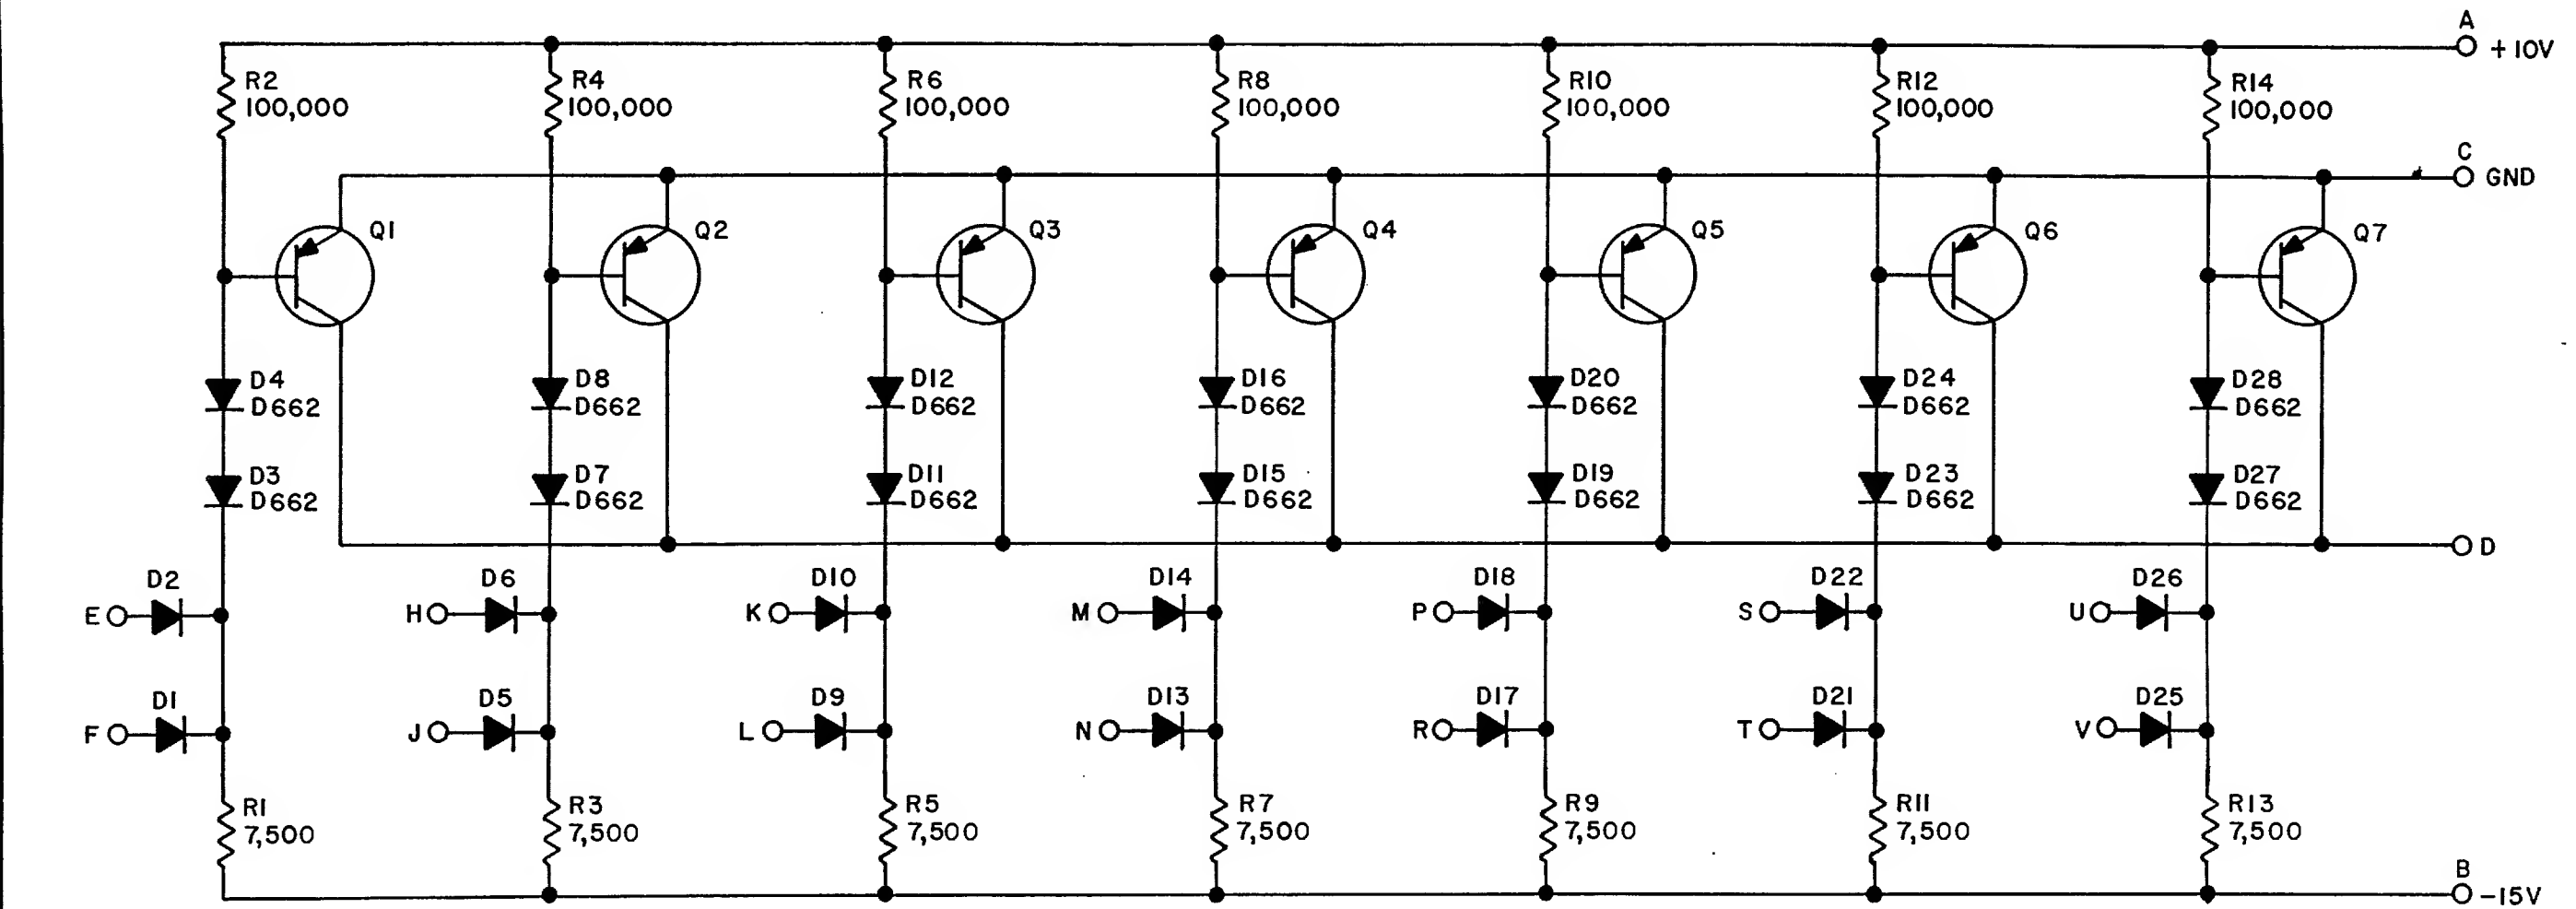 A
+10V
R2
100,000
R4
100,000
R6
100,000
R8
100,000
R10
100,000
R12
100,000
R14
100,000
C
GND
Q1
Q2
Q3
Q4
Q5
Q6
Q7
D4
D662
D8
D662
D12
D662
D16
D662
D20
D662
D24
D662
D28
D662
D3
D662
D7
D662
D11
D662
D15
D662
D19
D662
D23
D662
D27
D662
D
D2
D6
D10
D14
D18
D22
D26
E
H
K
M
P
S
U
D1
D5
D9
D13
D17
D21
D25
F
J
L
N
R
T
V
R1
7,500
R3
7,500
R5
7,500
R7
7,500
R9
7,500
R11
7,500
R13
7,500
B
-15V